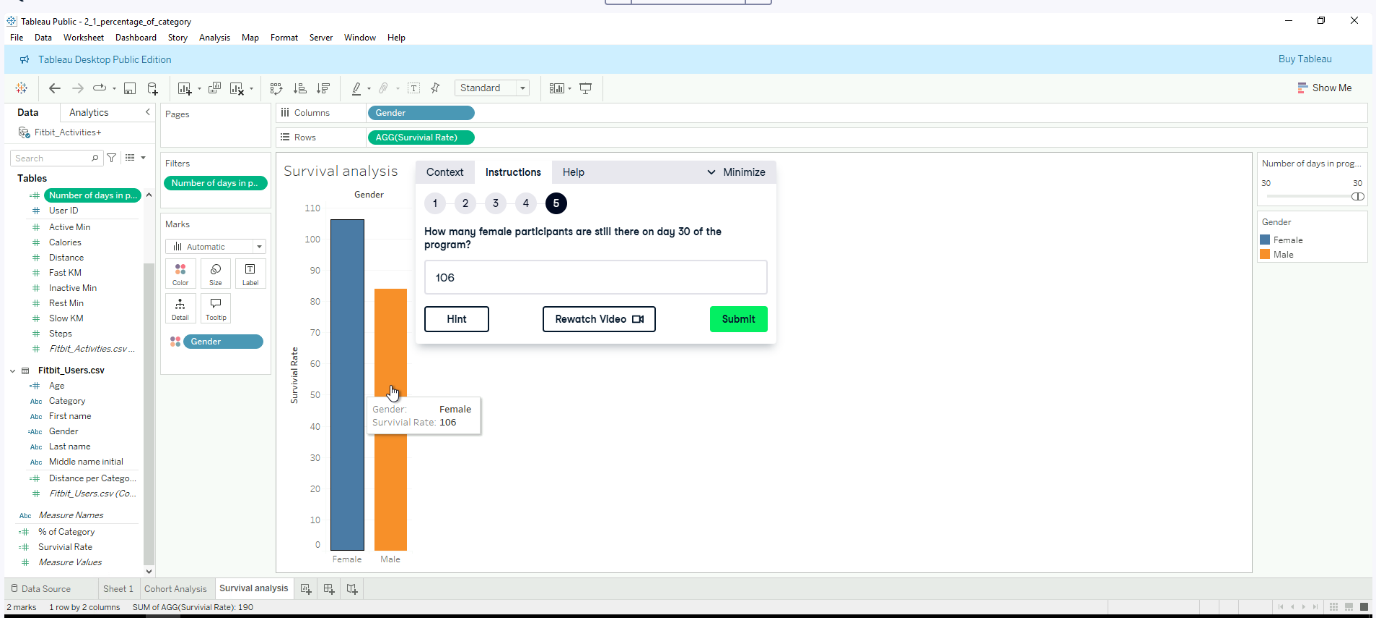 Tableau Public - 2_1_percentage_of_category
File Data Worksheet Dashboard Story Analysis Map Format Server Window Help
Tableau Desktop Public Edition
Buy Tableau
Standard
Show Me
Data
Analytics
Fitbit_Activities+
Search
Tables
Number of days in p...
User ID
Active Min
Calories
Distance
Fast KM
Inactive Min
Rest Min
Slow KM
Steps
Fitbit_Activities.csv ...
Fitbit_Users.csv
Age
Abc Category
Abc First name
Abc Gender
Abc Last name
Abc Middle name initial
Distance per Catego...
Fitbit_Users.csv (Co...
Abc Measure Names
% of Category
Survivial Rate
Measure Values
Pages
Filters
Number of days in p..
Marks
Automatic
Color
Size
Label
Detail
Tooltip
Gender
Columns
Gender
Rows
AGG(Survivial Rate)
Survival analysis
Gender
110
100
90
80
70
60
50
40
30
20
10
0
Survivial Rate
Female
Male
Gender: Female
Survivial Rate: 106
Context
Instructions
Help
Minimize
1 2 3 4 5
How many female participants are still there on day 30 of the
program?
106
Hint
Rewatch Video
Submit
Number of days in prog...
30
30
Gender
Female
Male
Data Source
Sheet 1
Cohort Analysis
Survival analysis
2 marks
1 row by 2 columns
SUM of AGG(Survivial Rate): 190